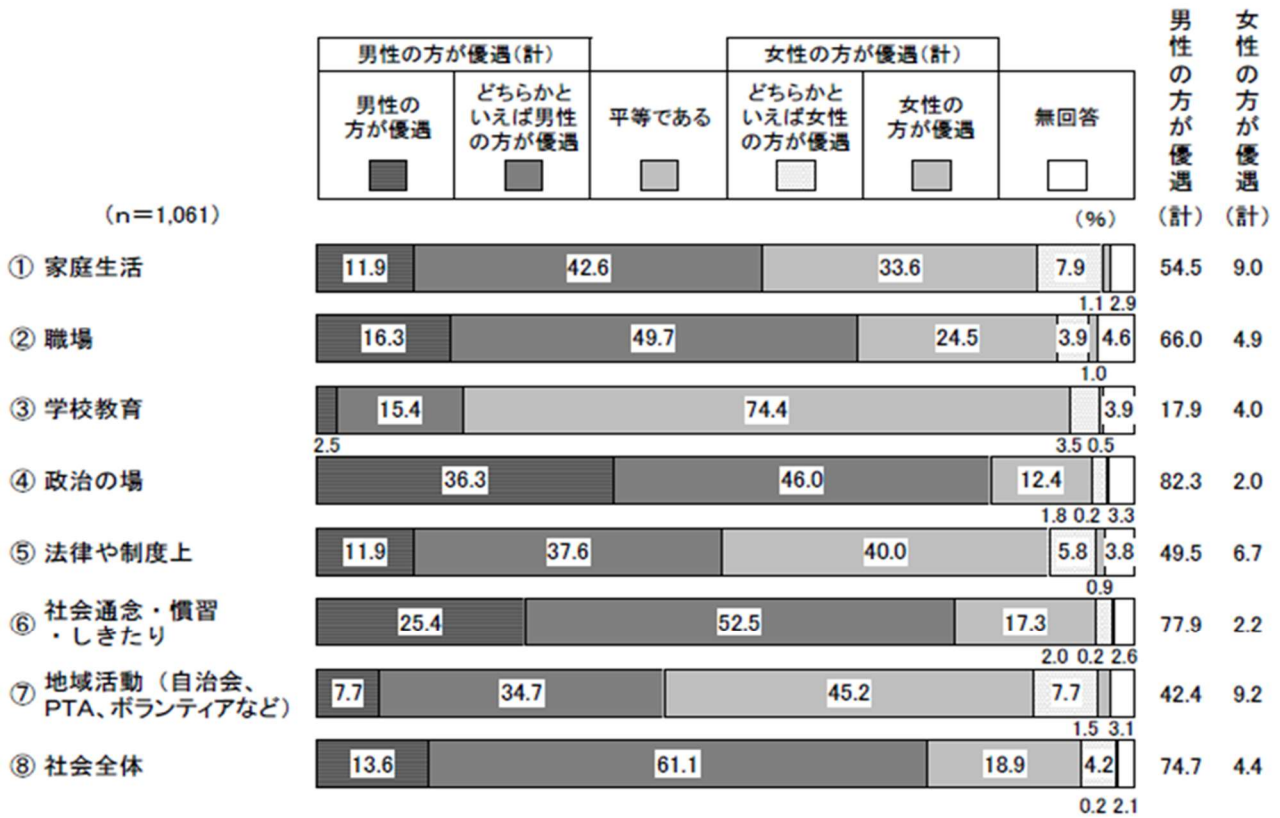 男性の方が優遇(計)
女性の方が優遇(計)
男性の
方が優遇
どちらかと
いえば男性
の方が優遇
平等である
どちらかと
いえば女性
の方が優遇
女性の
方が優遇
無回答
男性の方が優遇(計)
女性の方が優遇(計)
(n=1,061)
(%)
① 家庭生活 11.9 42.6 33.6 7.9 54.5 9.0
1.1 2.9
② 職場 16.3 49.7 24.5 3.9 4.6 66.0 4.9
1.0
③ 学校教育 15.4 74.4 3.9 17.9 4.0
2.5 3.5 0.5
④ 政治の場 36.3 46.0 12.4 82.3 2.0
1.8 0.2 3.3
⑤ 法律や制度上 11.9 37.6 40.0 5.8 3.8 49.5 6.7
0.9
⑥ 社会通念・慣習
・しきたり 25.4 52.5 17.3 77.9 2.2
2.0 0.2 2.6
⑦ 地域活動(自治会、
PTA、ボランティアなど) 7.7 34.7 45.2 7.7 42.4 9.2
1.5 3.1
⑧ 社会全体 13.6 61.1 18.9 4.2 74.7 4.4
0.2 2.1